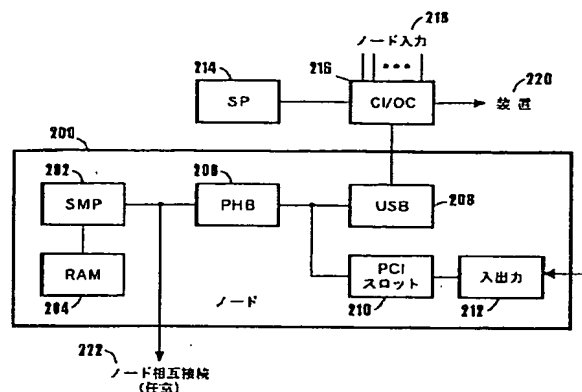 218
ノード入力
214
216
220
SP
CI/OC
装置
200
202
206
SMP
PHB
USB
208
RAM
PCI
スロット
入出力
204
ノード
210
212
222
ノード相互接続
(任意)